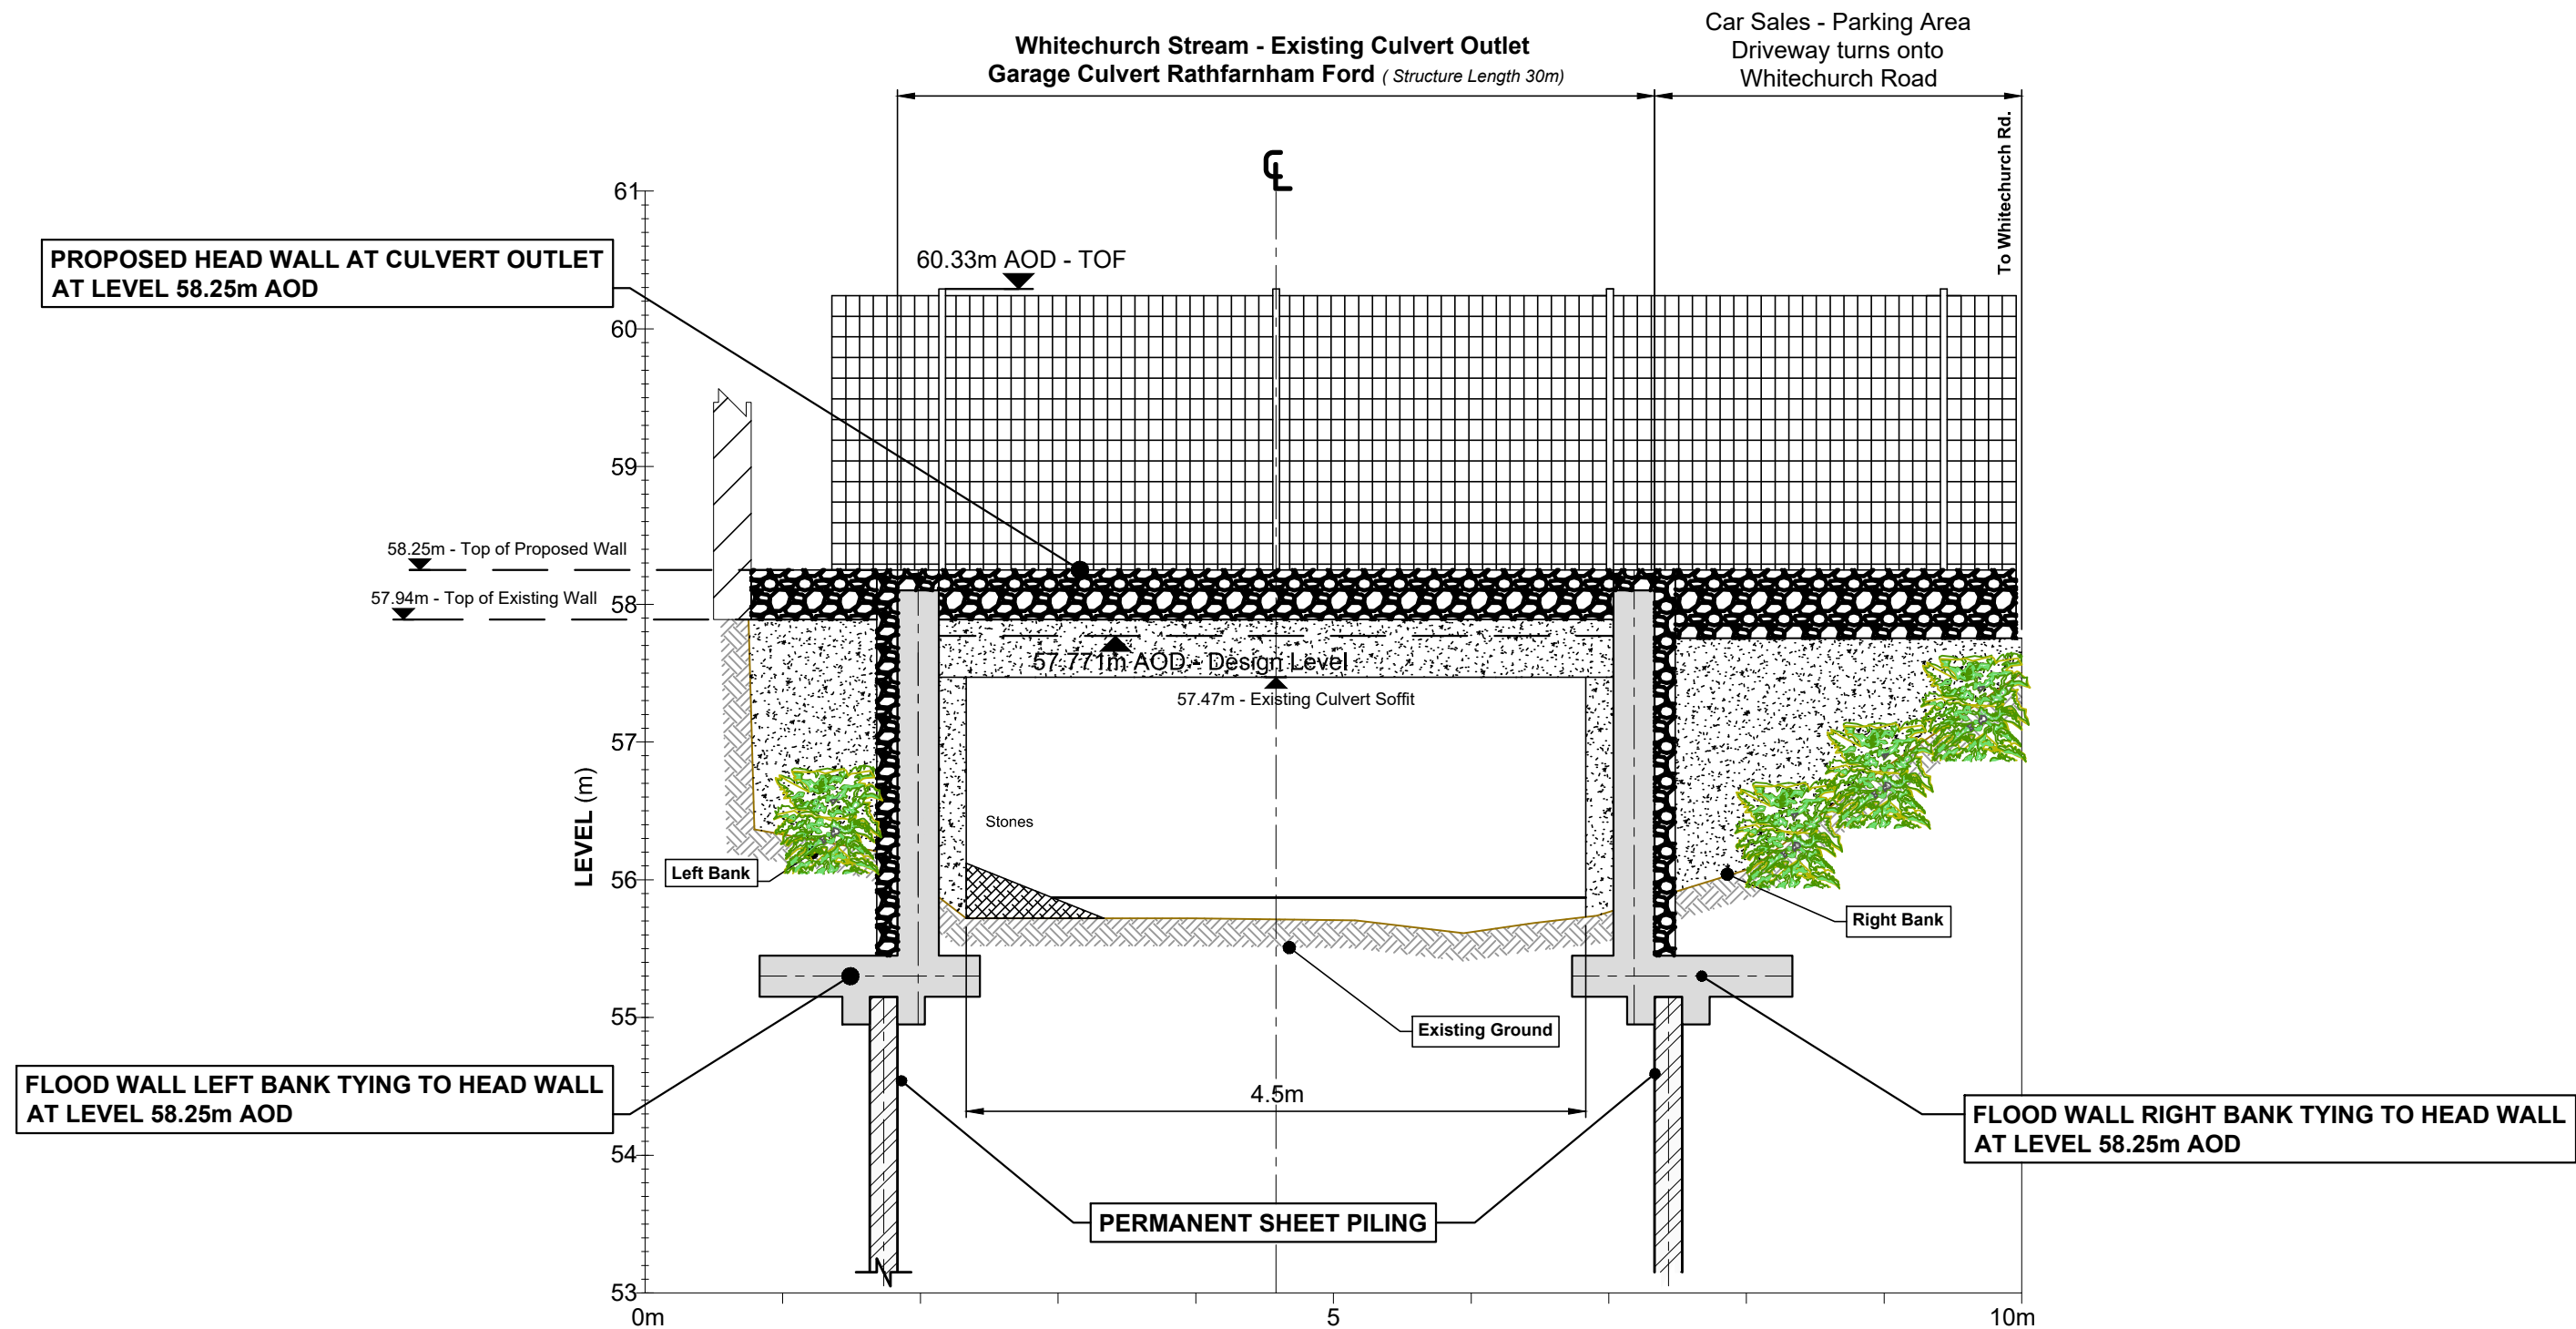 Car Sales - Parking Area
Driveway turns onto
Whitechurch Road
Whitechurch Stream - Existing Culvert Outlet
Garage Culvert Rathfarnham Ford ( Structure Length 30m)
To Whitechurch Rd.
℄
61
60.33m AOD - TOF
PROPOSED HEAD WALL AT CULVERT OUTLET
AT LEVEL 58.25m AOD
60
59
58.25m - Top of Proposed Wall
57.94m - Top of Existing Wall
58
57.771m AOD - Design Level
57.47m - Existing Culvert Soffit
57
LEVEL (m)
Stones
Left Bank
56
Right Bank
Existing Ground
55
FLOOD WALL LEFT BANK TYING TO HEAD WALL
AT LEVEL 58.25m AOD
4.5m
FLOOD WALL RIGHT BANK TYING TO HEAD WALL
AT LEVEL 58.25m AOD
54
PERMANENT SHEET PILING
53
0m
5
10m